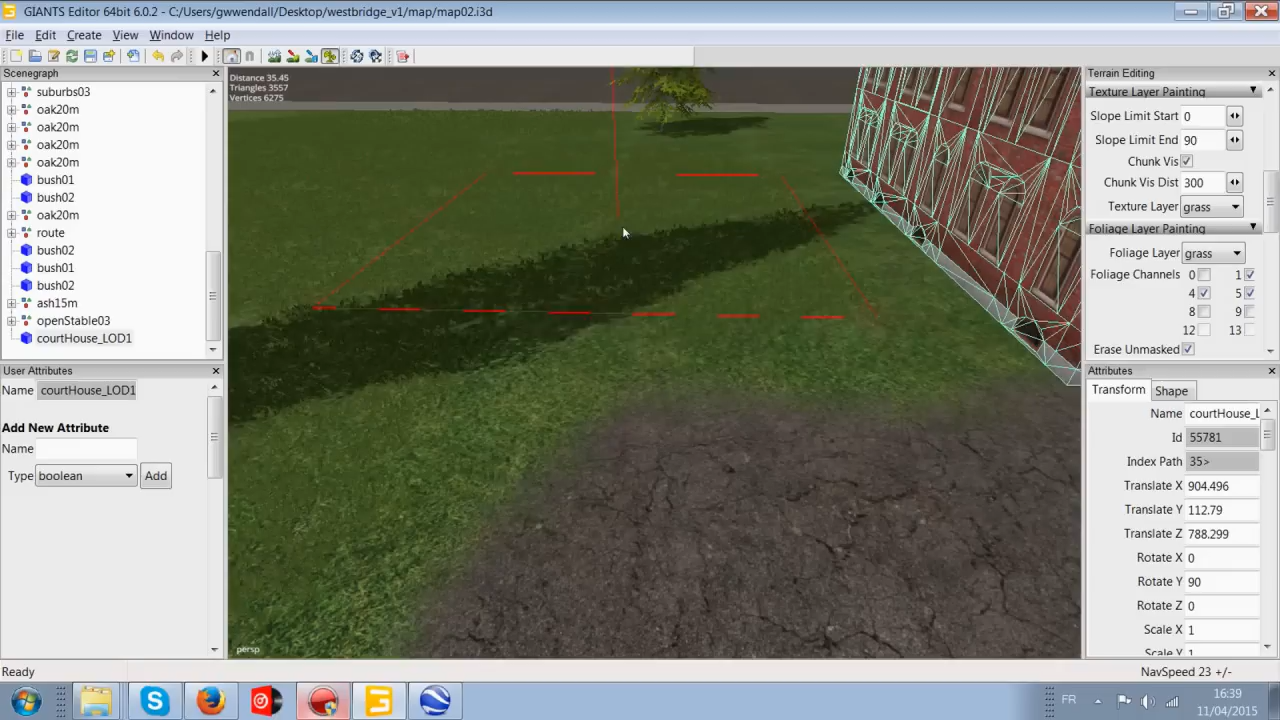 GIANTS Editor 64bit 6.0.2 - C:/Users/gwwendall/Desktop/westbridge_v1/map/map02.i3d
File Edit Create View Window Help
Scenegraph
suburbs03
oak20m
oak20m
oak20m
oak20m
bush01
bush02
oak20m
route
bush02
bush01
bush02
ash15m
openStable03
courtHouse_LOD1
User Attributes
Name courtHouse_LOD1
Add New Attribute
Name
Type boolean Add
Distance 35.45
Triangles 3557
Vertices 6275
persp
Terrain Editing
Texture Layer Painting
Slope Limit Start 0
Slope Limit End 90
Chunk Vis
Chunk Vis Dist 300
Texture Layer grass
Foliage Layer Painting
Foliage Layer grass
Foliage Channels 0 1
4 5
8 9
12 13
Erase Unmasked
Attributes
Transform Shape
Name courtHouse_L
Id 55781
Index Path 35>
Translate X 904.496
Translate Y 112.79
Translate Z 788.299
Rotate X 0
Rotate Y 90
Rotate Z 0
Scale X 1
Scale Y 1
Ready NavSpeed 23 +/-
FR 16:39
11/04/2015